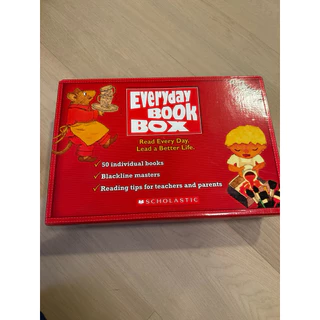 Everyday
BOOK
BOX
Read Every Day.
Lead a Better Life.
✓ 50 individual books
✓ Blackline masters
✓ Reading tips for teachers and parents
SCHOLASTIC